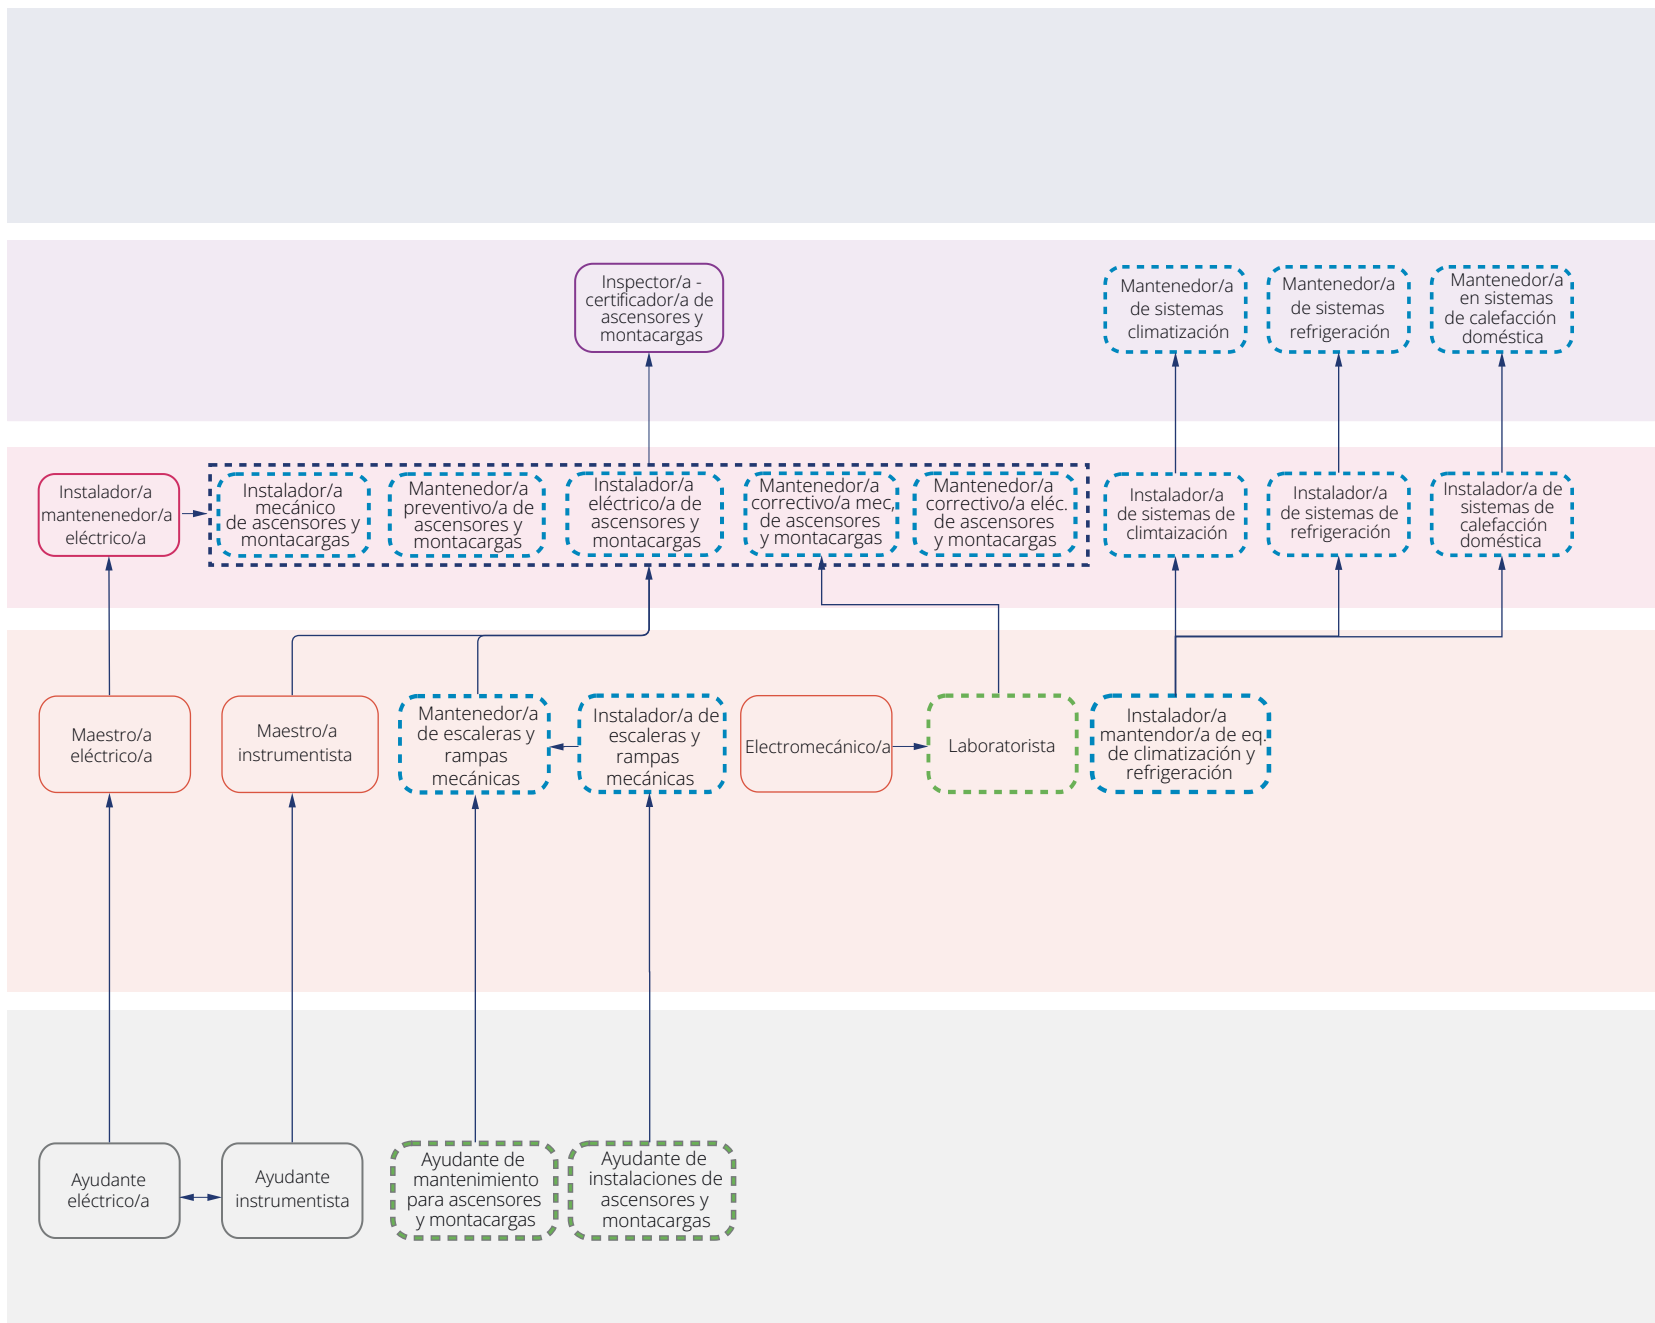 Inspector/a -
certificador/a de
ascensores y
montacargas
Mantenedor/a
de sistemas
climatización
Mantenedor/a
de sistemas
refrigeración
Mantenedor/a
en sistemas
de calefacción
doméstica
Instalador/a
mantenenedor/a
eléctrico/a
Instalador/a
mecánico
de ascensores y
montacargas
Mantenedor/a
preventivo/a de
ascensores y
montacargas
Instalador/a
eléctrico/a de
ascensores y
montacargas
Mantenedor/a
correctivo/a mec,
de ascensores
y montacargas
Mantenedor/a
correctivo/a eléc.
de ascensores
y montacargas
Instalador/a
de sistemas de
climtaización
Instalador/a
de sistemas de
refrigeración
Instalador/a de
sistemas de
calefacción
doméstica
Maestro/a
eléctrico/a
Maestro/a
instrumentista
Mantenedor/a
de escaleras y
rampas
mecánicas
Instalador/a de
escaleras y
rampas
mecánicas
Electromecánico/a
Laboratorista
Instalador/a
mantendor/a de eq.
de climatización y
refrigeración
Ayudante
eléctrico/a
Ayudante
instrumentista
Ayudante de
mantenimiento
para ascensores
y montacargas
Ayudante de
instalaciones de
ascensores y
montacargas